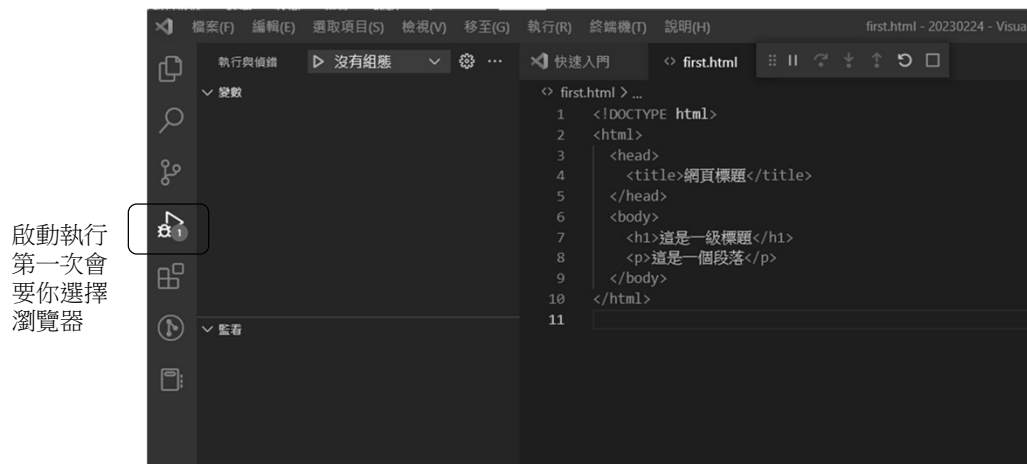 檔案(F) 編輯(E) 選取項目(S) 檢視(V) 移至(G) 執行(R) 終端機(T) 說明(H) first.html - 20230224 - Visua
執行與偵錯 沒有組態 ···
快速入門 <> first.html
變數
<> first.html > ...
1 <!DOCTYPE html>
2 <html>
3 <head>
4 <title>網頁標題</title>
5 </head>
6 <body>
7 <h1>這是一級標題</h1>
8 <p>這是一個段落</p>
9 </body>
10 </html>
11
1
啟動執行
第一次會
要你選擇
瀏覽器
監看